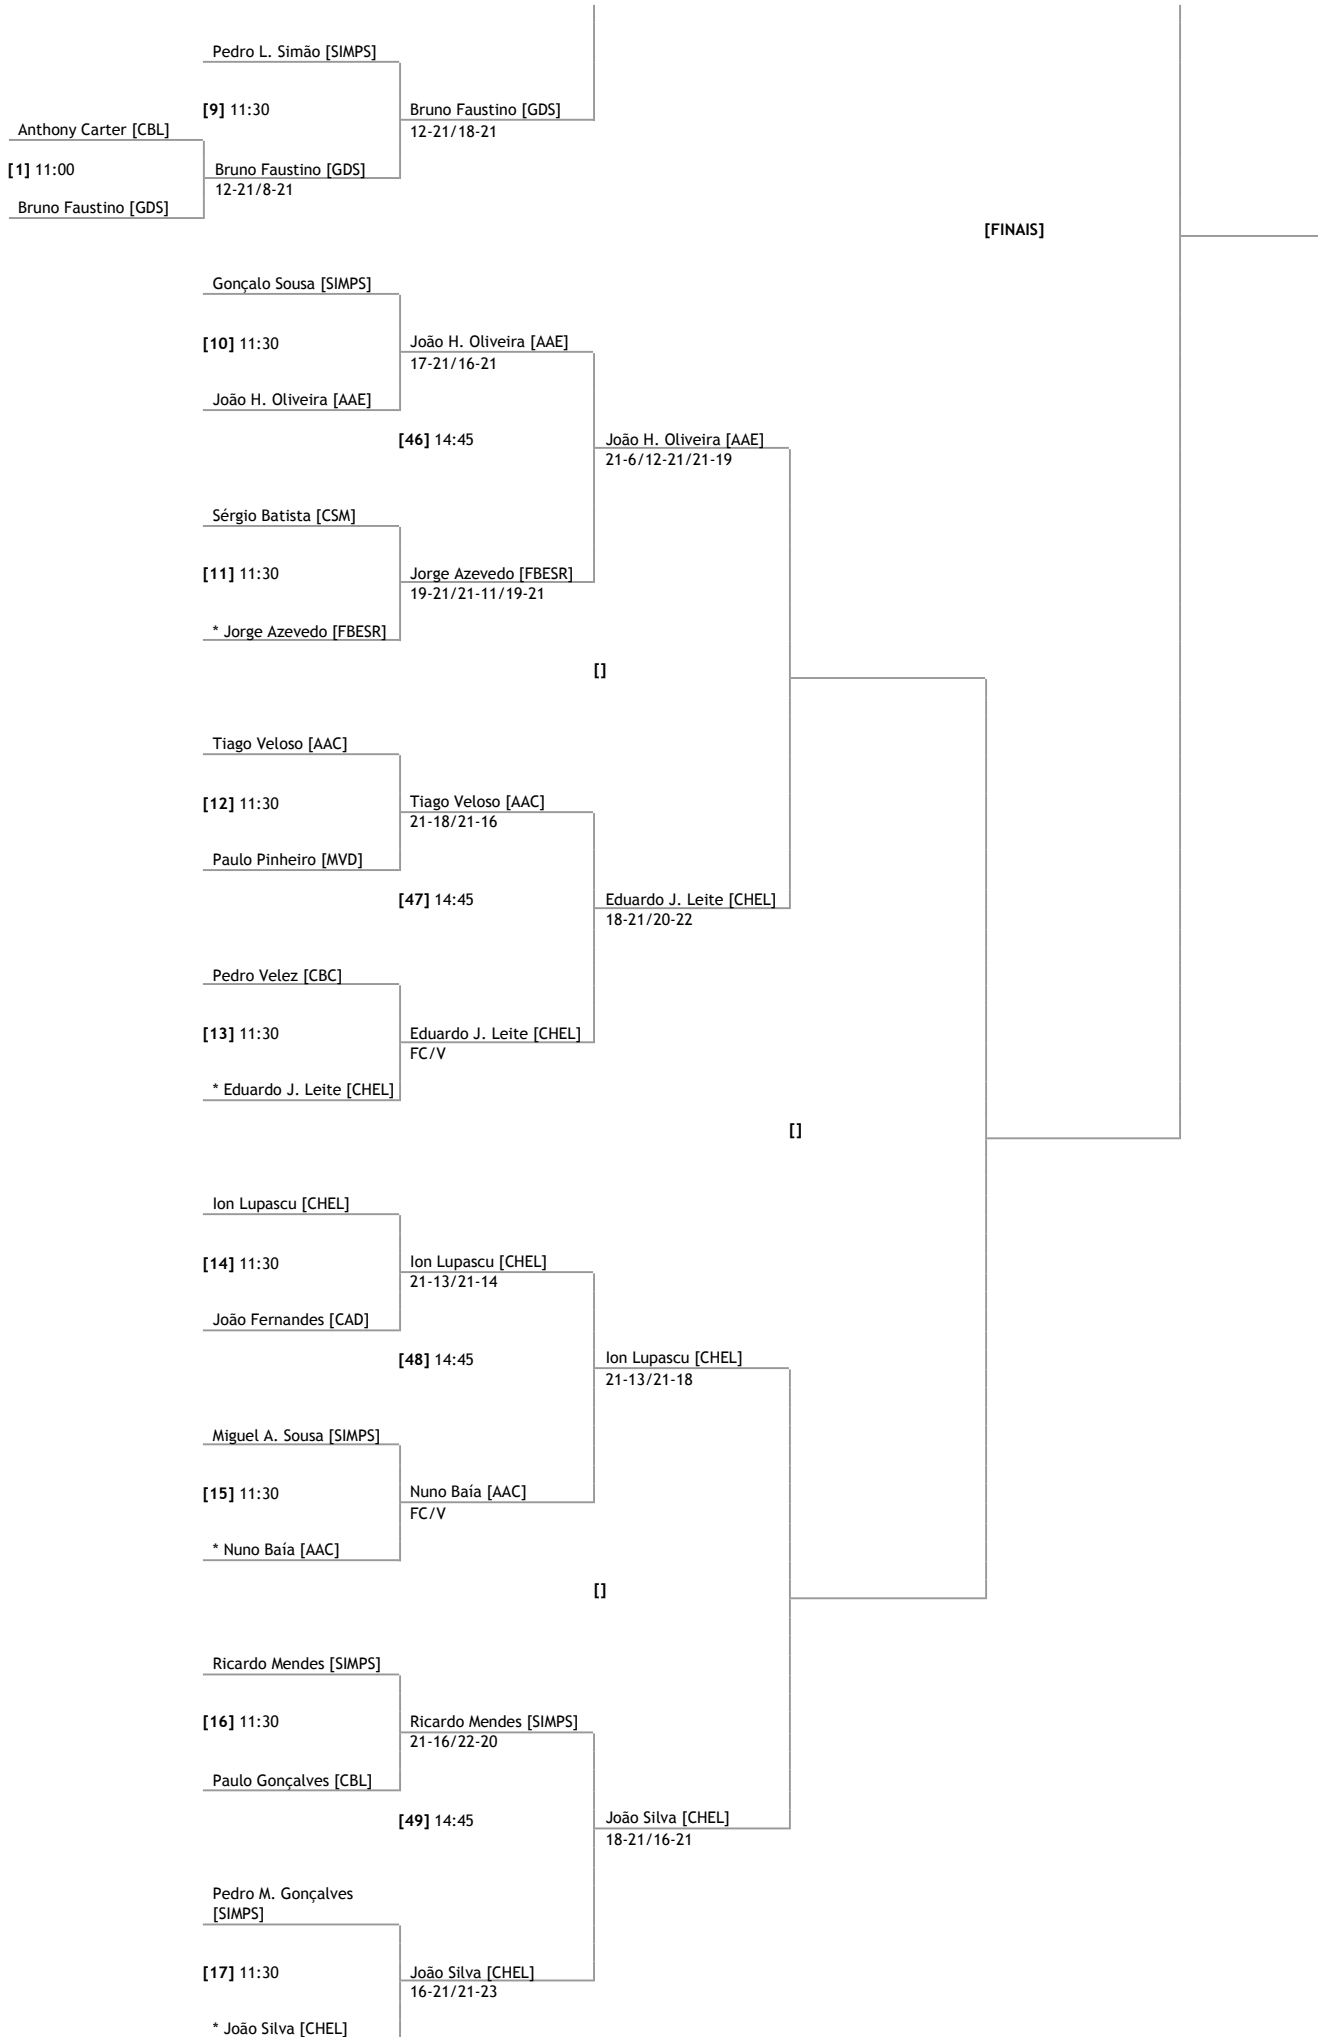 Pedro L. Simão [SIMPS]
[9] 11:30
Bruno Faustino [GDS]
12-21/18-21
Anthony Carter [CBL]
[1] 11:00
Bruno Faustino [GDS]
12-21/8-21
Bruno Faustino [GDS]
[FINAIS]
Gonçalo Sousa [SIMPS]
[10] 11:30
João H. Oliveira [AAE]
17-21/16-21
João H. Oliveira [AAE]
[46] 14:45
João H. Oliveira [AAE]
21-6/12-21/21-19
Sérgio Batista [CSM]
[11] 11:30
Jorge Azevedo [FBESR]
19-21/21-11/19-21
* Jorge Azevedo [FBESR]
[]
Tiago Veloso [AAC]
[12] 11:30
Tiago Veloso [AAC]
21-18/21-16
Paulo Pinheiro [MVD]
[47] 14:45
Eduardo J. Leite [CHEL]
18-21/20-22
Pedro Velez [CBC]
[13] 11:30
Eduardo J. Leite [CHEL]
FC/V
* Eduardo J. Leite [CHEL]
[]
Ion Lupascu [CHEL]
[14] 11:30
Ion Lupascu [CHEL]
21-13/21-14
João Fernandes [CAD]
[48] 14:45
Ion Lupascu [CHEL]
21-13/21-18
Miguel A. Sousa [SIMPS]
[15] 11:30
Nuno Baía [AAC]
FC/V
* Nuno Baía [AAC]
[]
Ricardo Mendes [SIMPS]
[16] 11:30
Ricardo Mendes [SIMPS]
21-16/22-20
Paulo Gonçalves [CBL]
[49] 14:45
João Silva [CHEL]
18-21/16-21
Pedro M. Gonçalves
[SIMPS]
[17] 11:30
João Silva [CHEL]
16-21/21-23
* João Silva [CHEL]